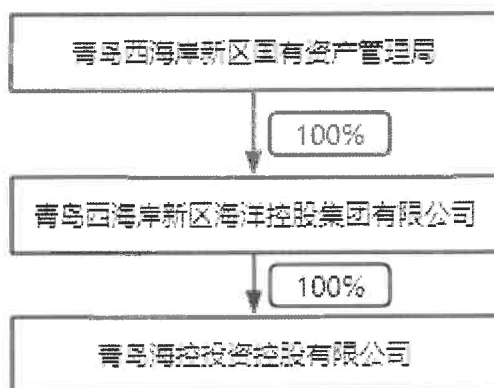 青岛西海岸新区国有资产管理局
100%
青岛西海岸新区海洋控股集团有限公司
100%
青岛海控投资控股有限公司